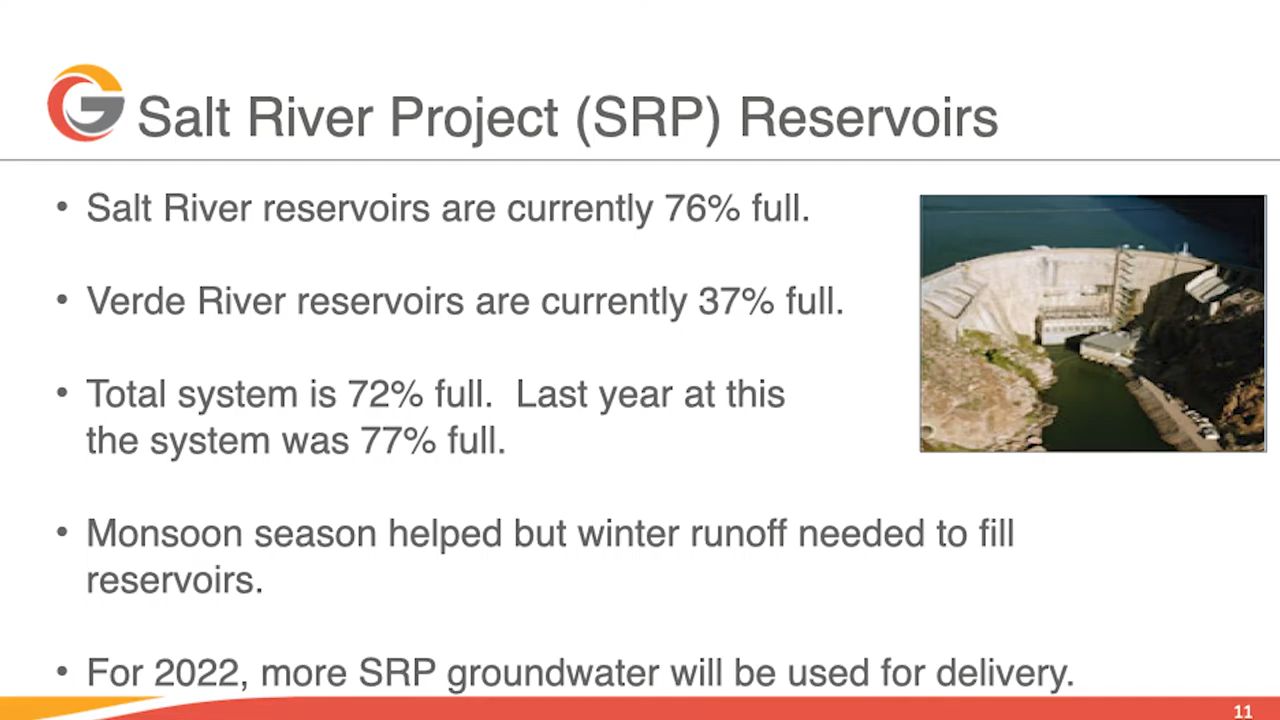 Salt River Project (SRP) Reservoirs
• Salt River reservoirs are currently 76% full.
• Verde River reservoirs are currently 37% full.
• Total system is 72% full.  Last year at this
the system was 77% full.
• Monsoon season helped but winter runoff needed to fill
reservoirs.
• For 2022, more SRP groundwater will be used for delivery.
11